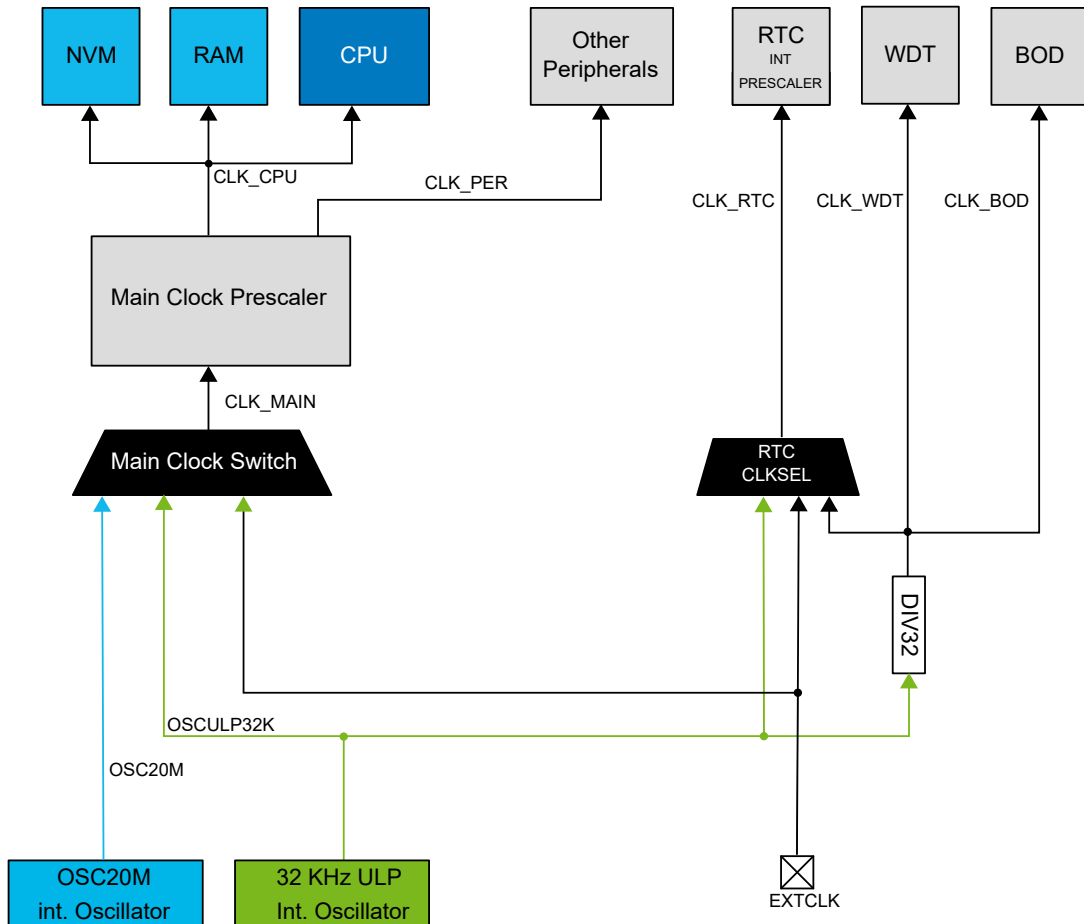 NVM
RAM
CPU
Other
Peripherals
RTC
INT
PRESCALER
WDT
BOD
CLK_CPU
CLK_PER
CLK_RTC
CLK_WDT
CLK_BOD
Main Clock Prescaler
CLK_MAIN
Main Clock Switch
RTC
CLKSEL
DIV32
OSCULP32K
OSC20M
OSC20M
int. Oscillator
32 KHz ULP
Int. Oscillator
EXTCLK